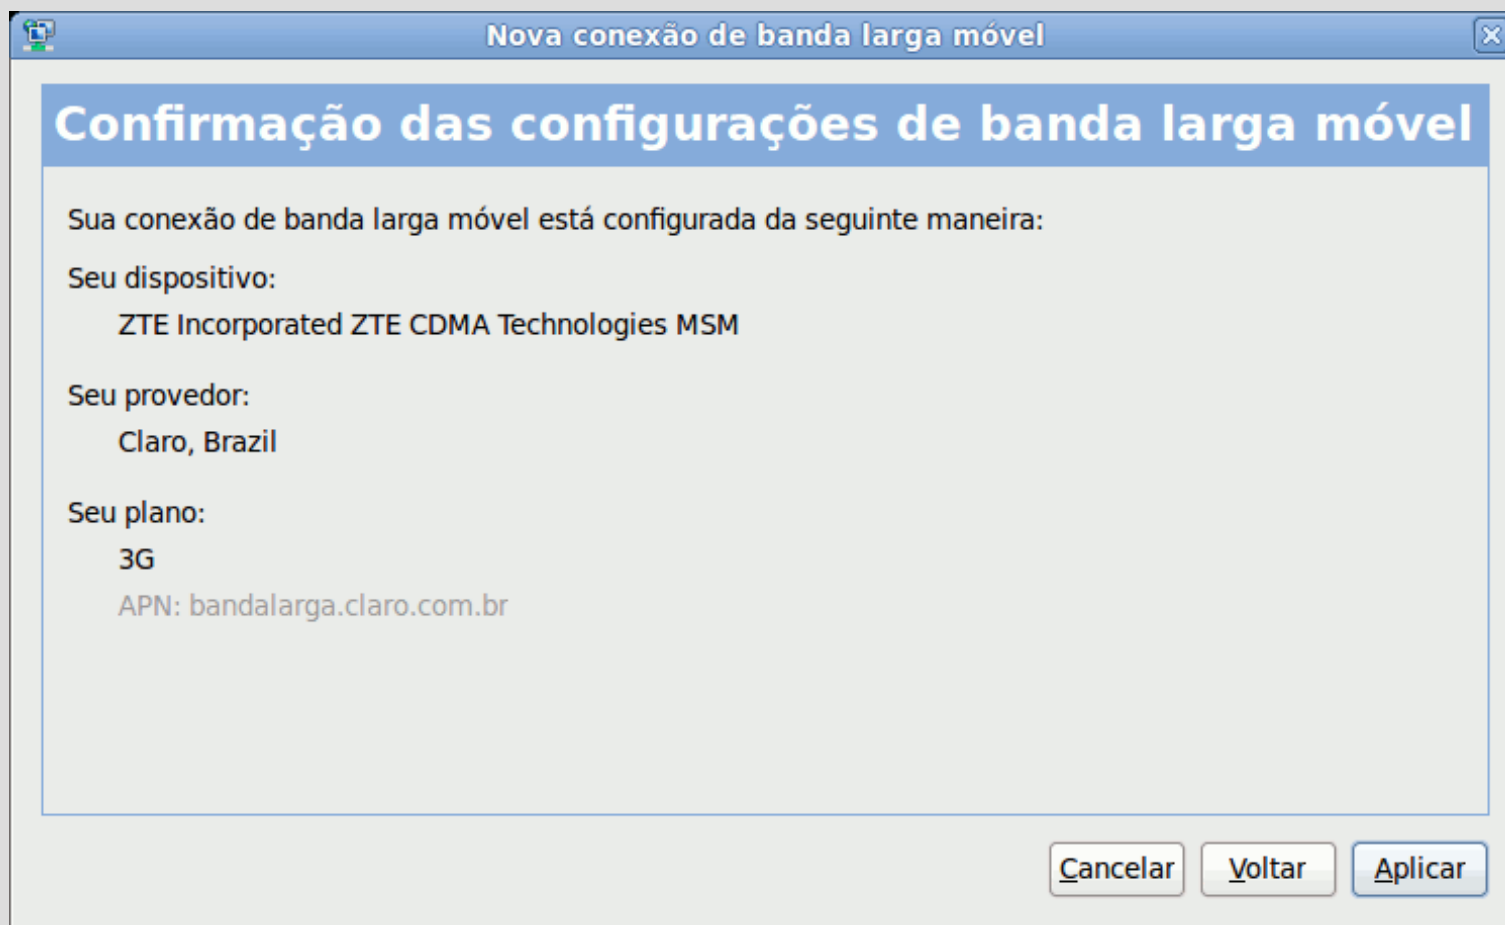 Nova conexão de banda larga móvel
Confirmação das configurações de banda larga móvel
Sua conexão de banda larga móvel está configurada da seguinte maneira:
Seu dispositivo:
ZTE Incorporated ZTE CDMA Technologies MSM
Seu provedor:
Claro, Brazil
Seu plano:
3G
APN: bandalarga.claro.com.br
Cancelar Voltar Aplicar